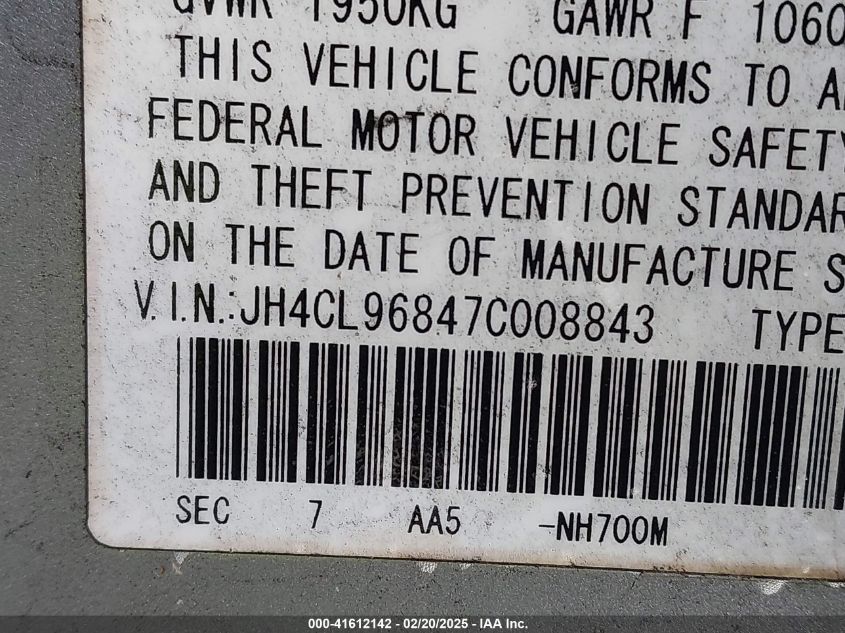 GVWR 1950KG GAWR F 1060
THIS VEHICLE CONFORMS TO
FEDERAL MOTOR VEHICLE SAFETY
AND THEFT PREVENTION STANDAR
ON THE DATE OF MANUFACTURE S
V.I.N.:JH4CL96847C008843 TYPE
SEC 7 AA5 -NH700M
000-41612142 - 02/20/2025 - IAA Inc.